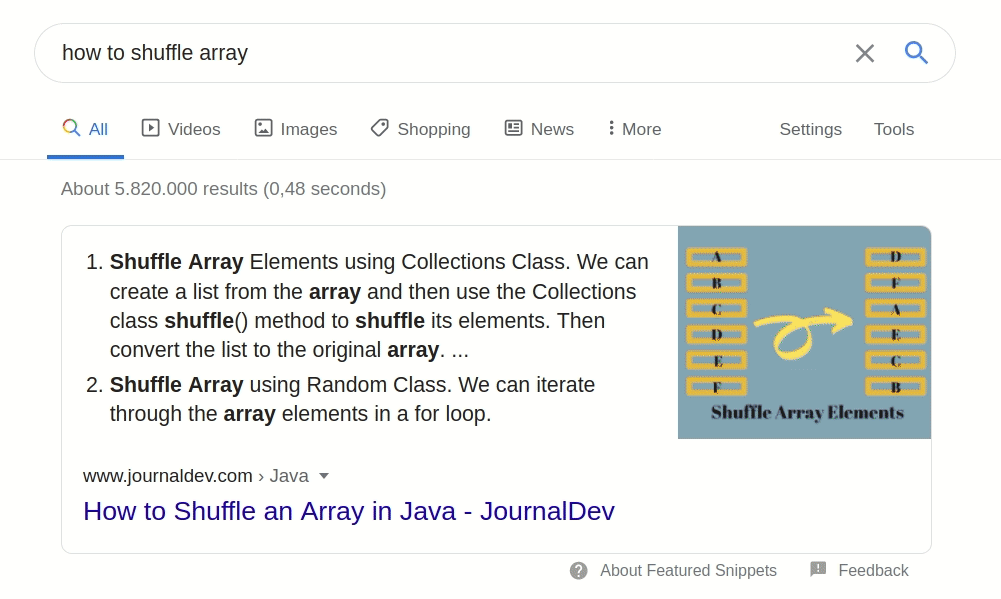 how to shuffle array
All Videos Images Shopping News More Settings Tools
About 5.820.000 results (0,48 seconds)
1. Shuffle Array Elements using Collections Class. We can
create a list from the array and then use the Collections
class shuffle() method to shuffle its elements. Then
convert the list to the original array. ...
2. Shuffle Array using Random Class. We can iterate
through the array elements in a for loop.
A D
B F
C A
D E
E C
F B
Shuffle Array Elements
www.journaldev.com › Java
How to Shuffle an Array in Java - JournalDev
About Featured Snippets Feedback